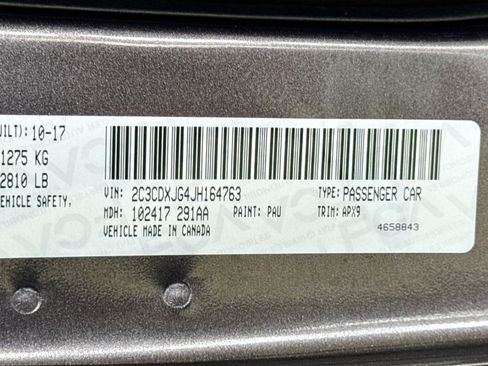 UILT): 10-17
1275 KG
2810 LB
VEHICLE SAFETY,
VIN: 2C3CDXJG4JH164763 TYPE: PASSENGER CAR
MDH: 102417 291AA PAINT: PAU TRIM: APX9
VEHICLE MADE IN CANADA 4658843